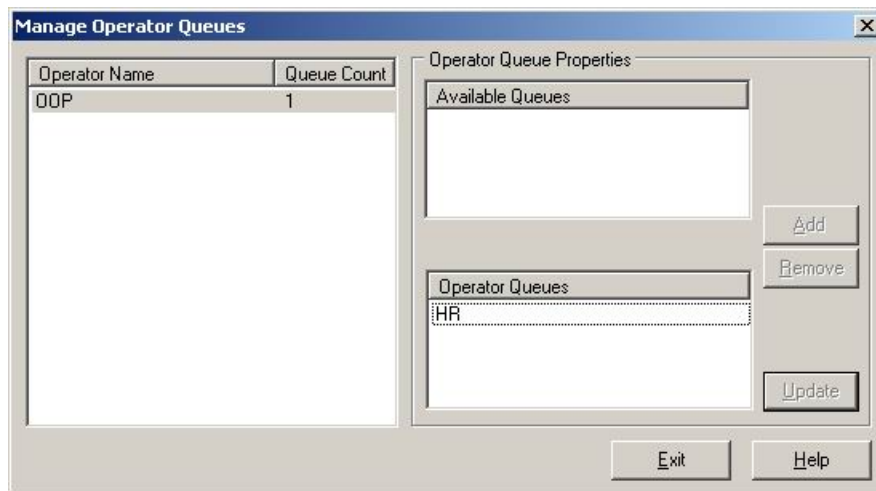 Manage Operator Queues
Operator Name Queue Count
OOP 1
Operator Queue Properties
Available Queues
Add
Remove
Operator Queues
HR
Update
Exit Help